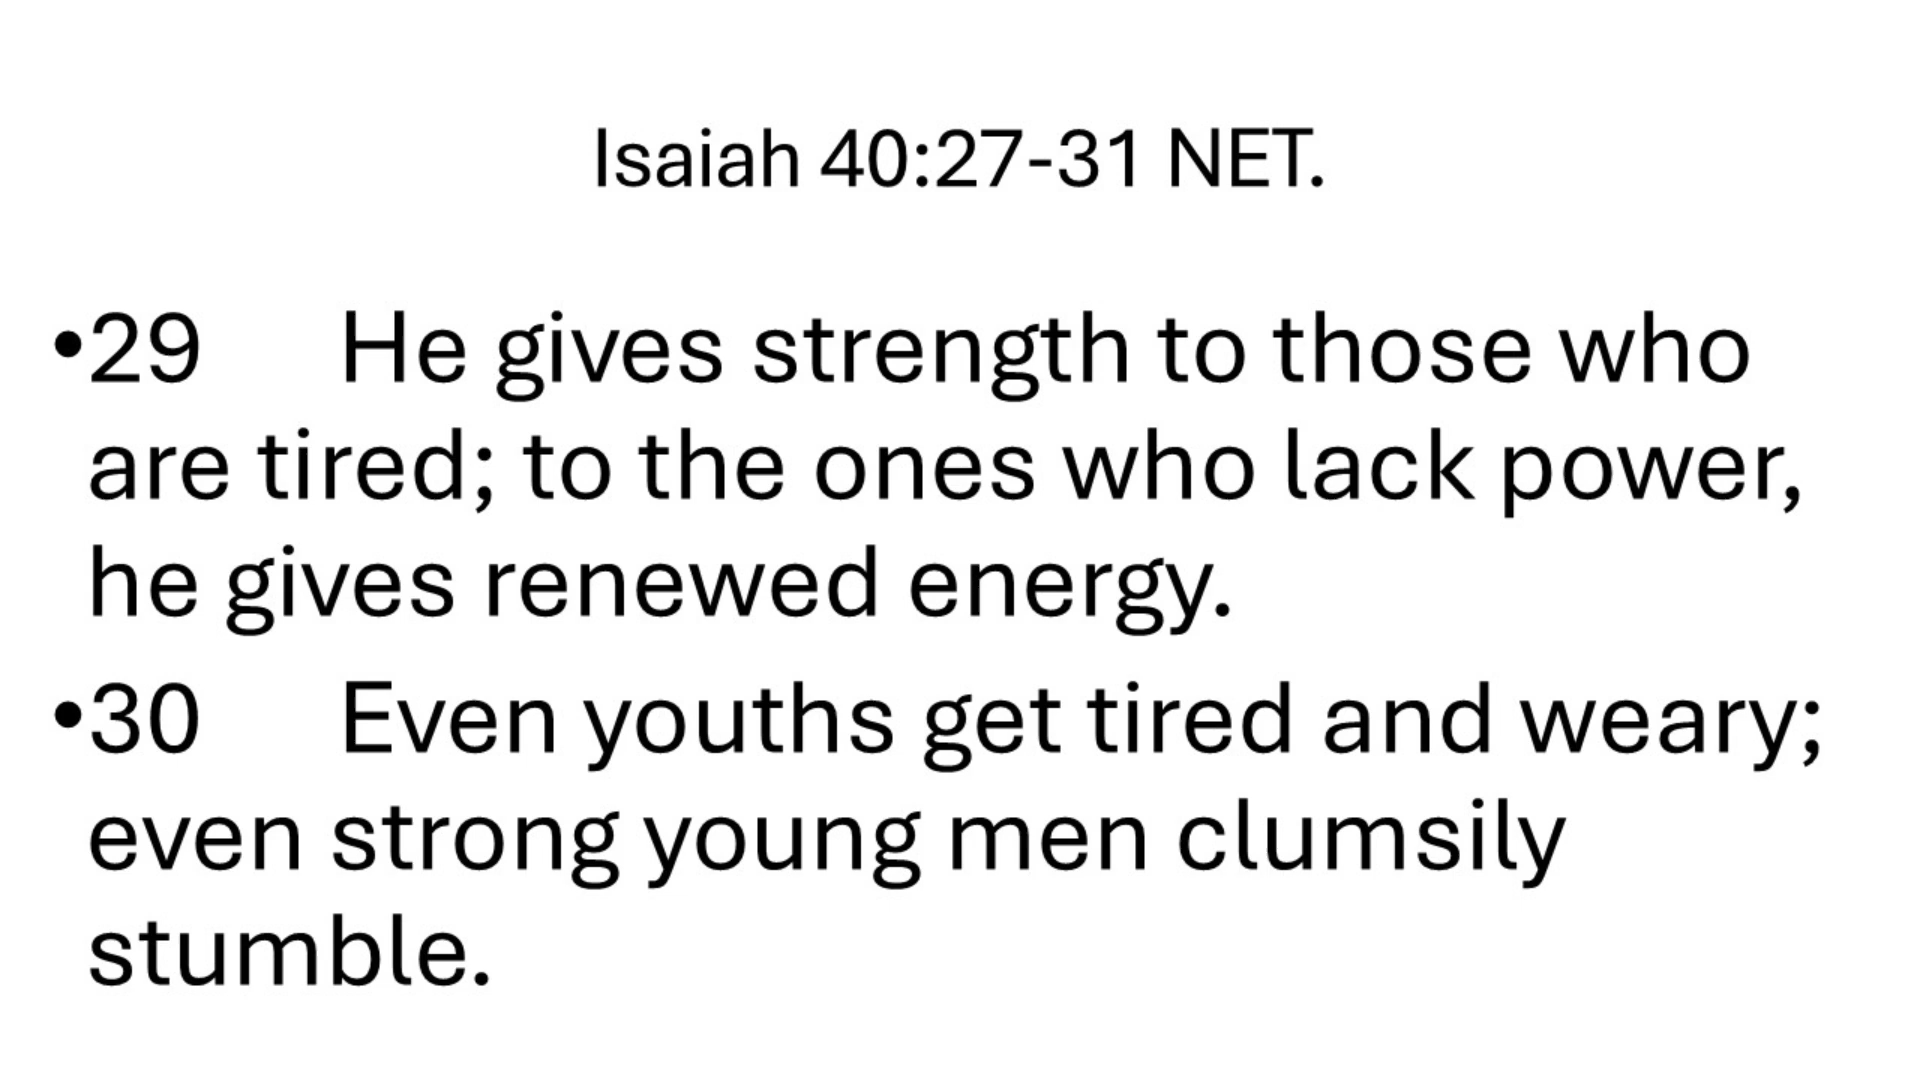 Isaiah 40:27-31 NET.
•29 He gives strength to those who
are tired; to the ones who lack power,
he gives renewed energy.
•30 Even youths get tired and weary;
even strong young men clumsily
stumble.